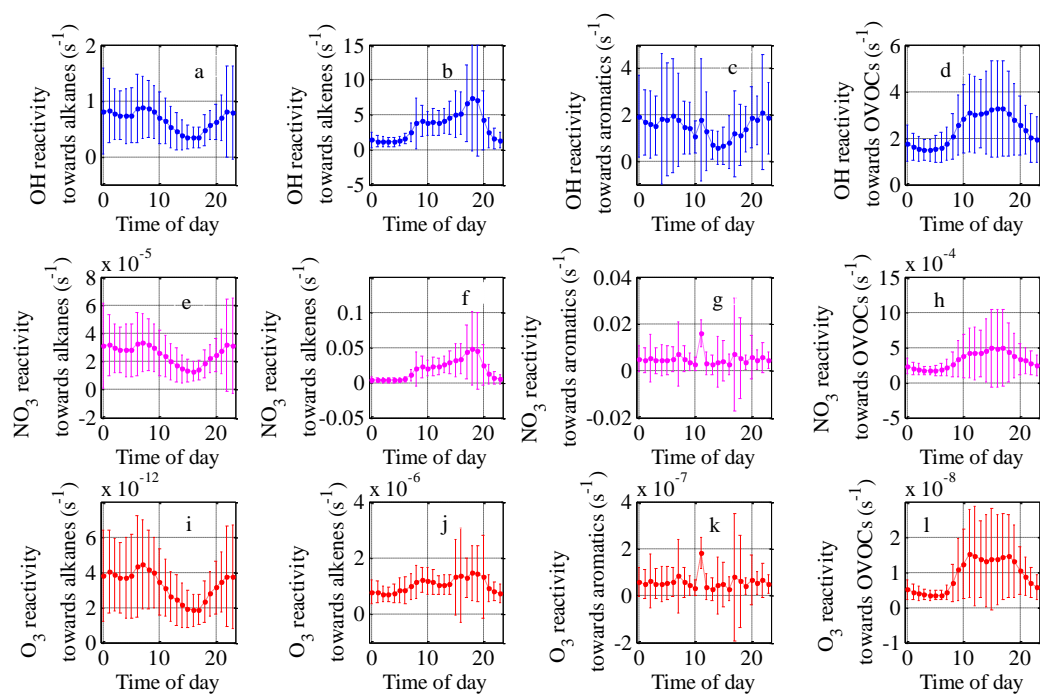 OH reactivity
towards alkanes (s⁻¹)
2
1
0
a
0 10 20
Time of day
OH reactivity
towards alkenes (s⁻¹)
15
10
5
0
-5
b
0 10 20
Time of day
OH reactivity
towards aromatics (s⁻¹)
4
2
0
c
0 10 20
Time of day
OH reactivity
towards OVOCs (s⁻¹)
6
4
2
0
d
0 10 20
Time of day
NO₃ reactivity
towards alkanes (s⁻¹)
x 10⁻⁵
8
6
4
2
0
-2
e
0 10 20
Time of day
NO₃ reactivity
towards alkenes (s⁻¹)
0.1
0.05
0
-0.05
f
0 10 20
Time of day
NO₃ reactivity
towards aromatics (s⁻¹)
0.04
0.02
0
-0.02
g
0 10 20
Time of day
NO₃ reactivity
towards OVOCs (s⁻¹)
x 10⁻⁴
15
10
5
0
-5
h
0 10 20
Time of day
O₃ reactivity
towards alkanes (s⁻¹)
x 10⁻¹²
6
4
2
0
i
0 10 20
Time of day
O₃ reactivity
towards alkenes (s⁻¹)
x 10⁻⁶
4
2
0
j
0 10 20
Time of day
O₃ reactivity
towards aromatics (s⁻¹)
x 10⁻⁷
4
2
0
-2
k
0 10 20
Time of day
O₃ reactivity
towards OVOCs (s⁻¹)
x 10⁻⁸
3
2
1
0
-1
l
0 10 20
Time of day